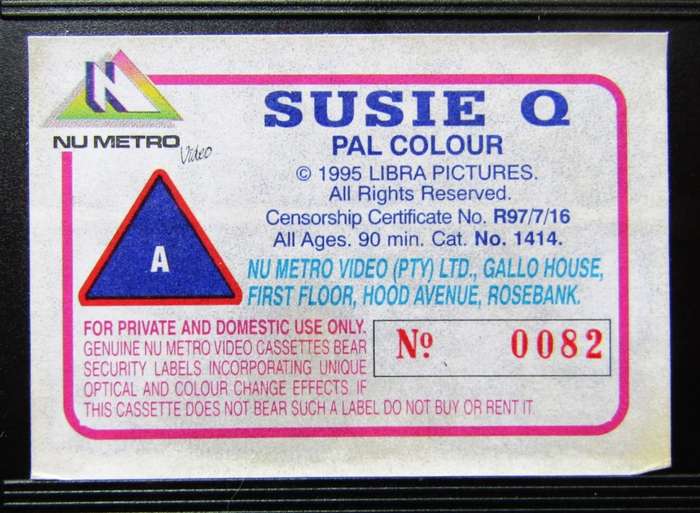 N
NU METRO
Video
SUSIE Q
PAL COLOUR
© 1995 LIBRA PICTURES.
All Rights Reserved.
Censorship Certificate No. R97/7/16
All Ages. 90 min. Cat. No. 1414.
A
NU METRO VIDEO (PTY) LTD., GALLO HOUSE,
FIRST FLOOR, HOOD AVENUE, ROSEBANK.
FOR PRIVATE AND DOMESTIC USE ONLY.
GENUINE NU METRO VIDEO CASSETTES BEAR
SECURITY LABELS INCORPORATING UNIQUE
OPTICAL AND COLOUR CHANGE EFFECTS. IF
THIS CASSETTE DOES NOT BEAR SUCH A LABEL DO NOT BUY OR RENT IT.
No 0082